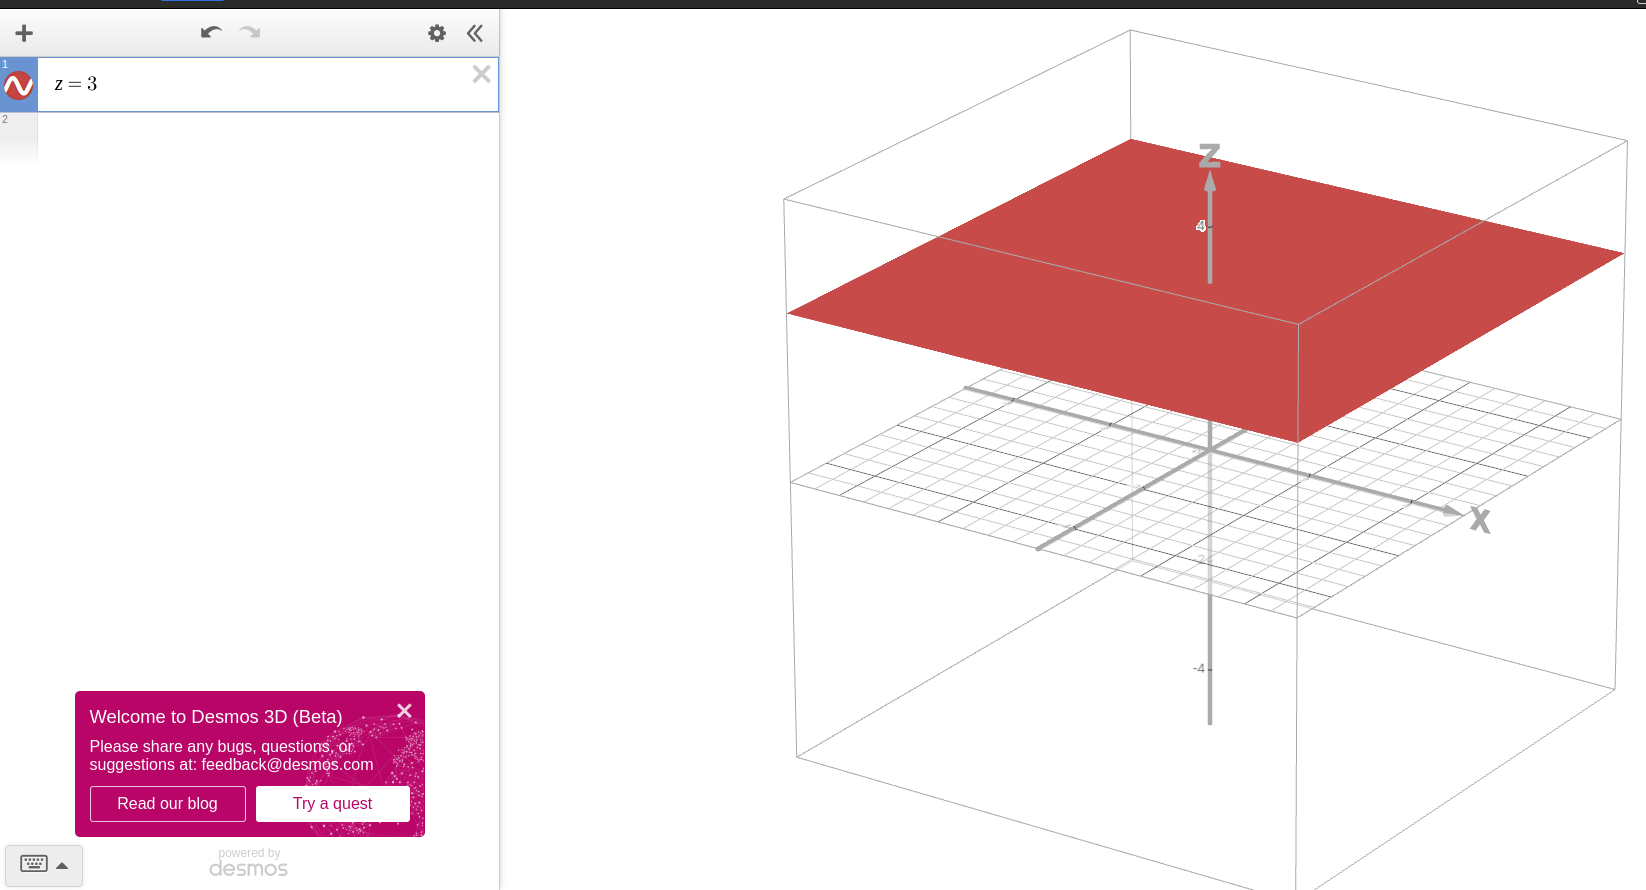 1
z = 3
2
Z
4
X
-2
-4
Welcome to Desmos 3D (Beta)
Please share any bugs, questions, or
suggestions at: feedback@desmos.com
Read our blog
Try a quest
powered by
desmos